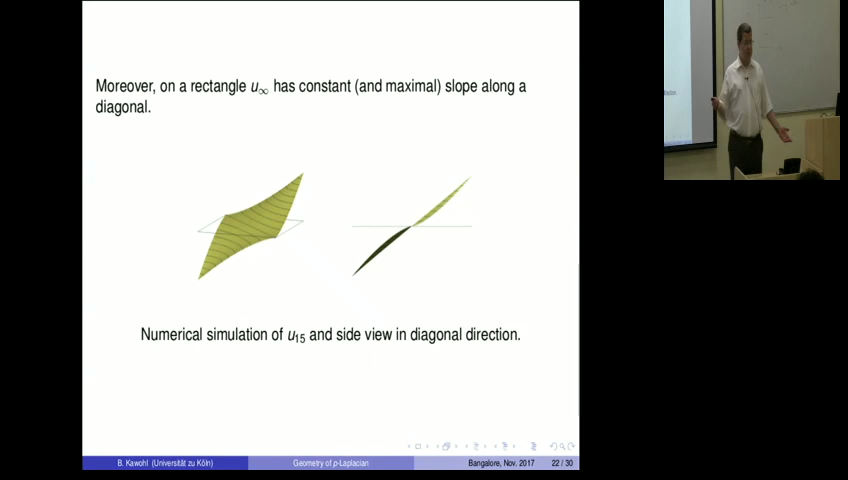 Moreover, on a rectangle u∞ has constant (and maximal) slope along a
diagonal.
Numerical simulation of u₁₅ and side view in diagonal direction.
B. Kawohl (Universität zu Köln) Geometry of p-Laplacian Bangalore, Nov. 2017 22 / 30